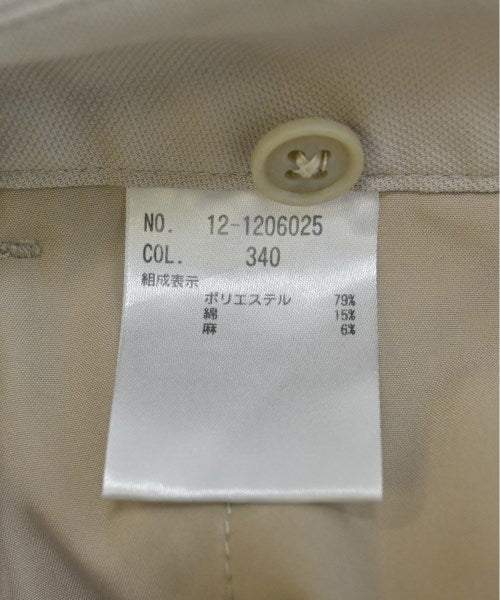 NO. 12-1206025
COL. 340
組成表示
ポリエステル 79%
綿 15%
麻 6%